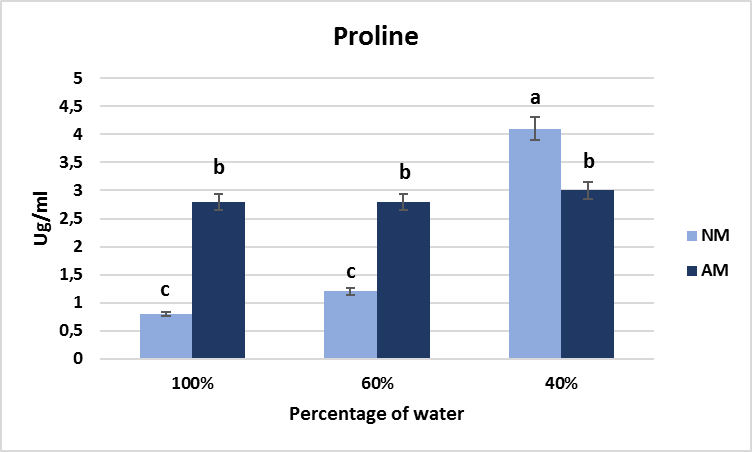 Proline
5
4,5
4
3,5
3
2,5
2
1,5
1
0,5
0
Ug/ml
c
b
c
b
a
b
100%
60%
40%
Percentage of water
NM
AM